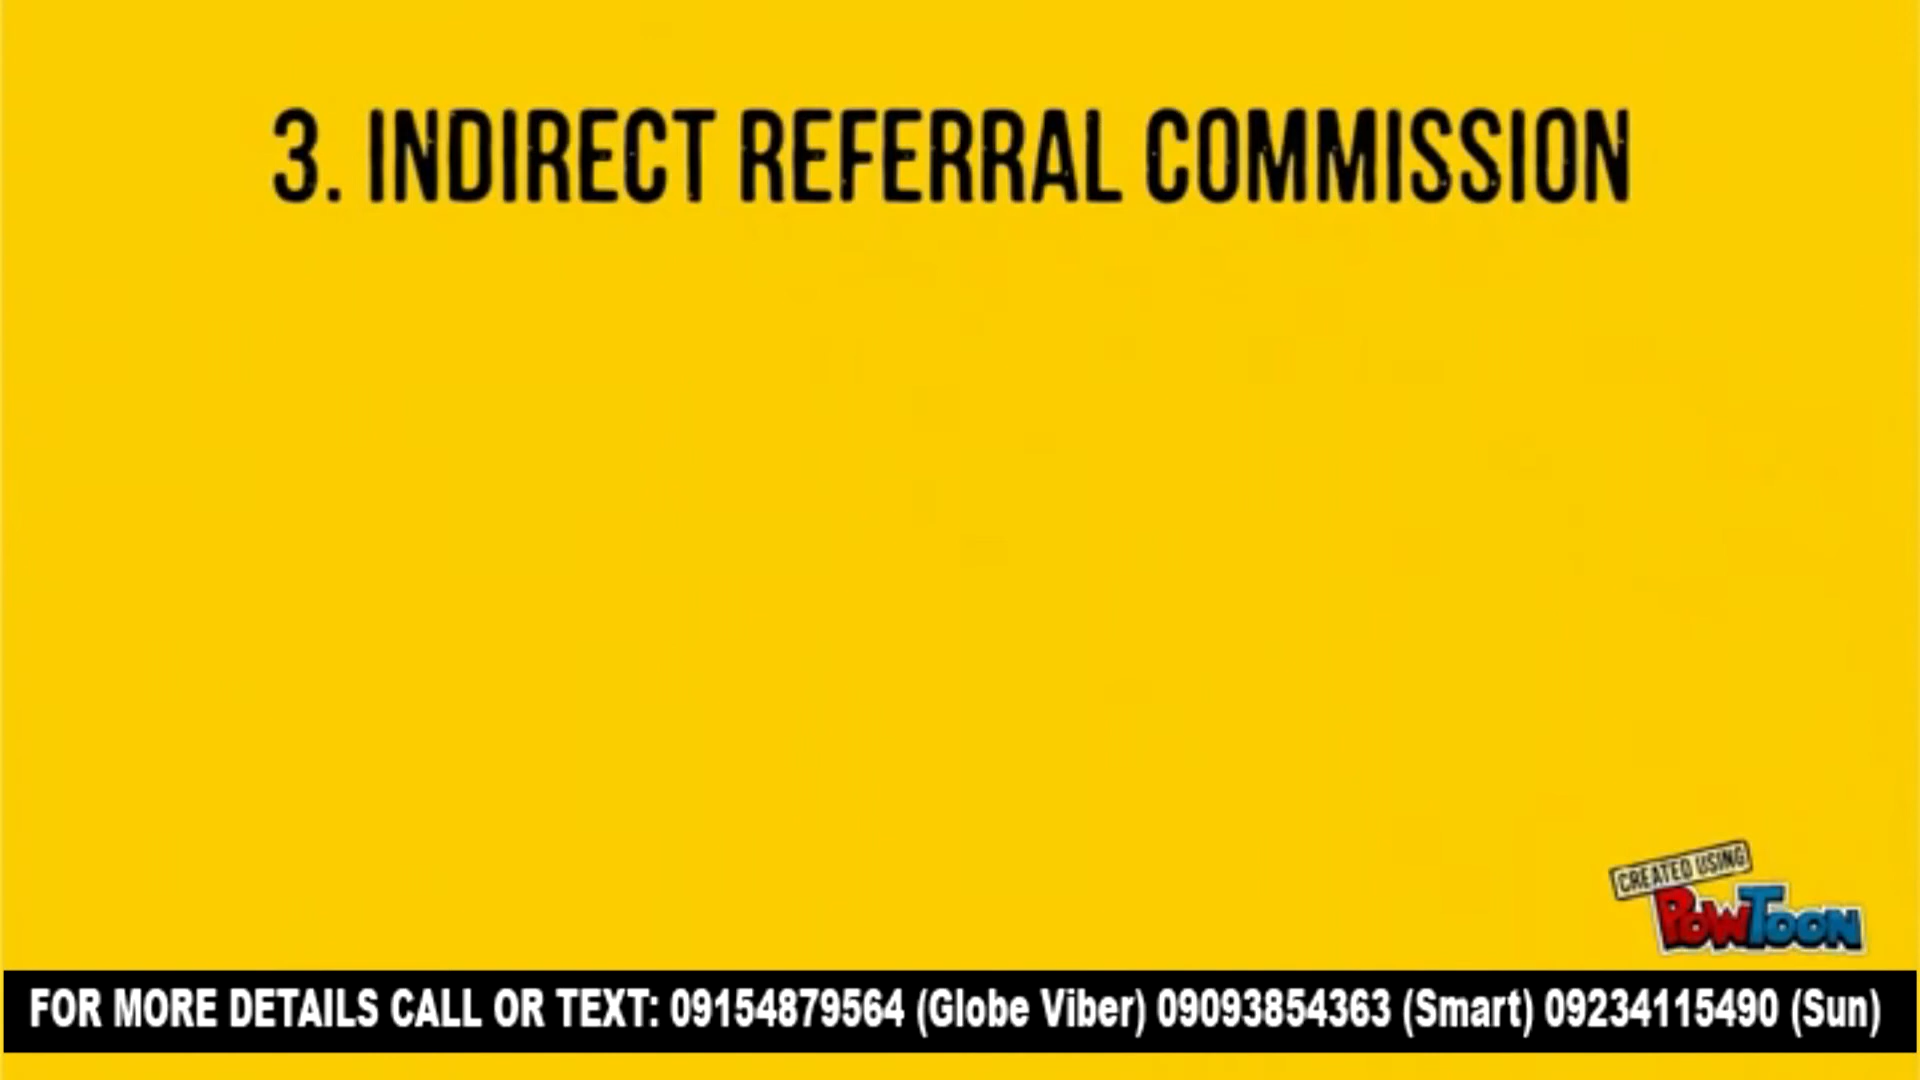 3. INDIRECT REFERRAL COMMISSION
CREATED USING
POWTOON
FOR MORE DETAILS CALL OR TEXT: 09154879564 (Globe Viber) 09093854363 (Smart) 09234115490 (Sun)